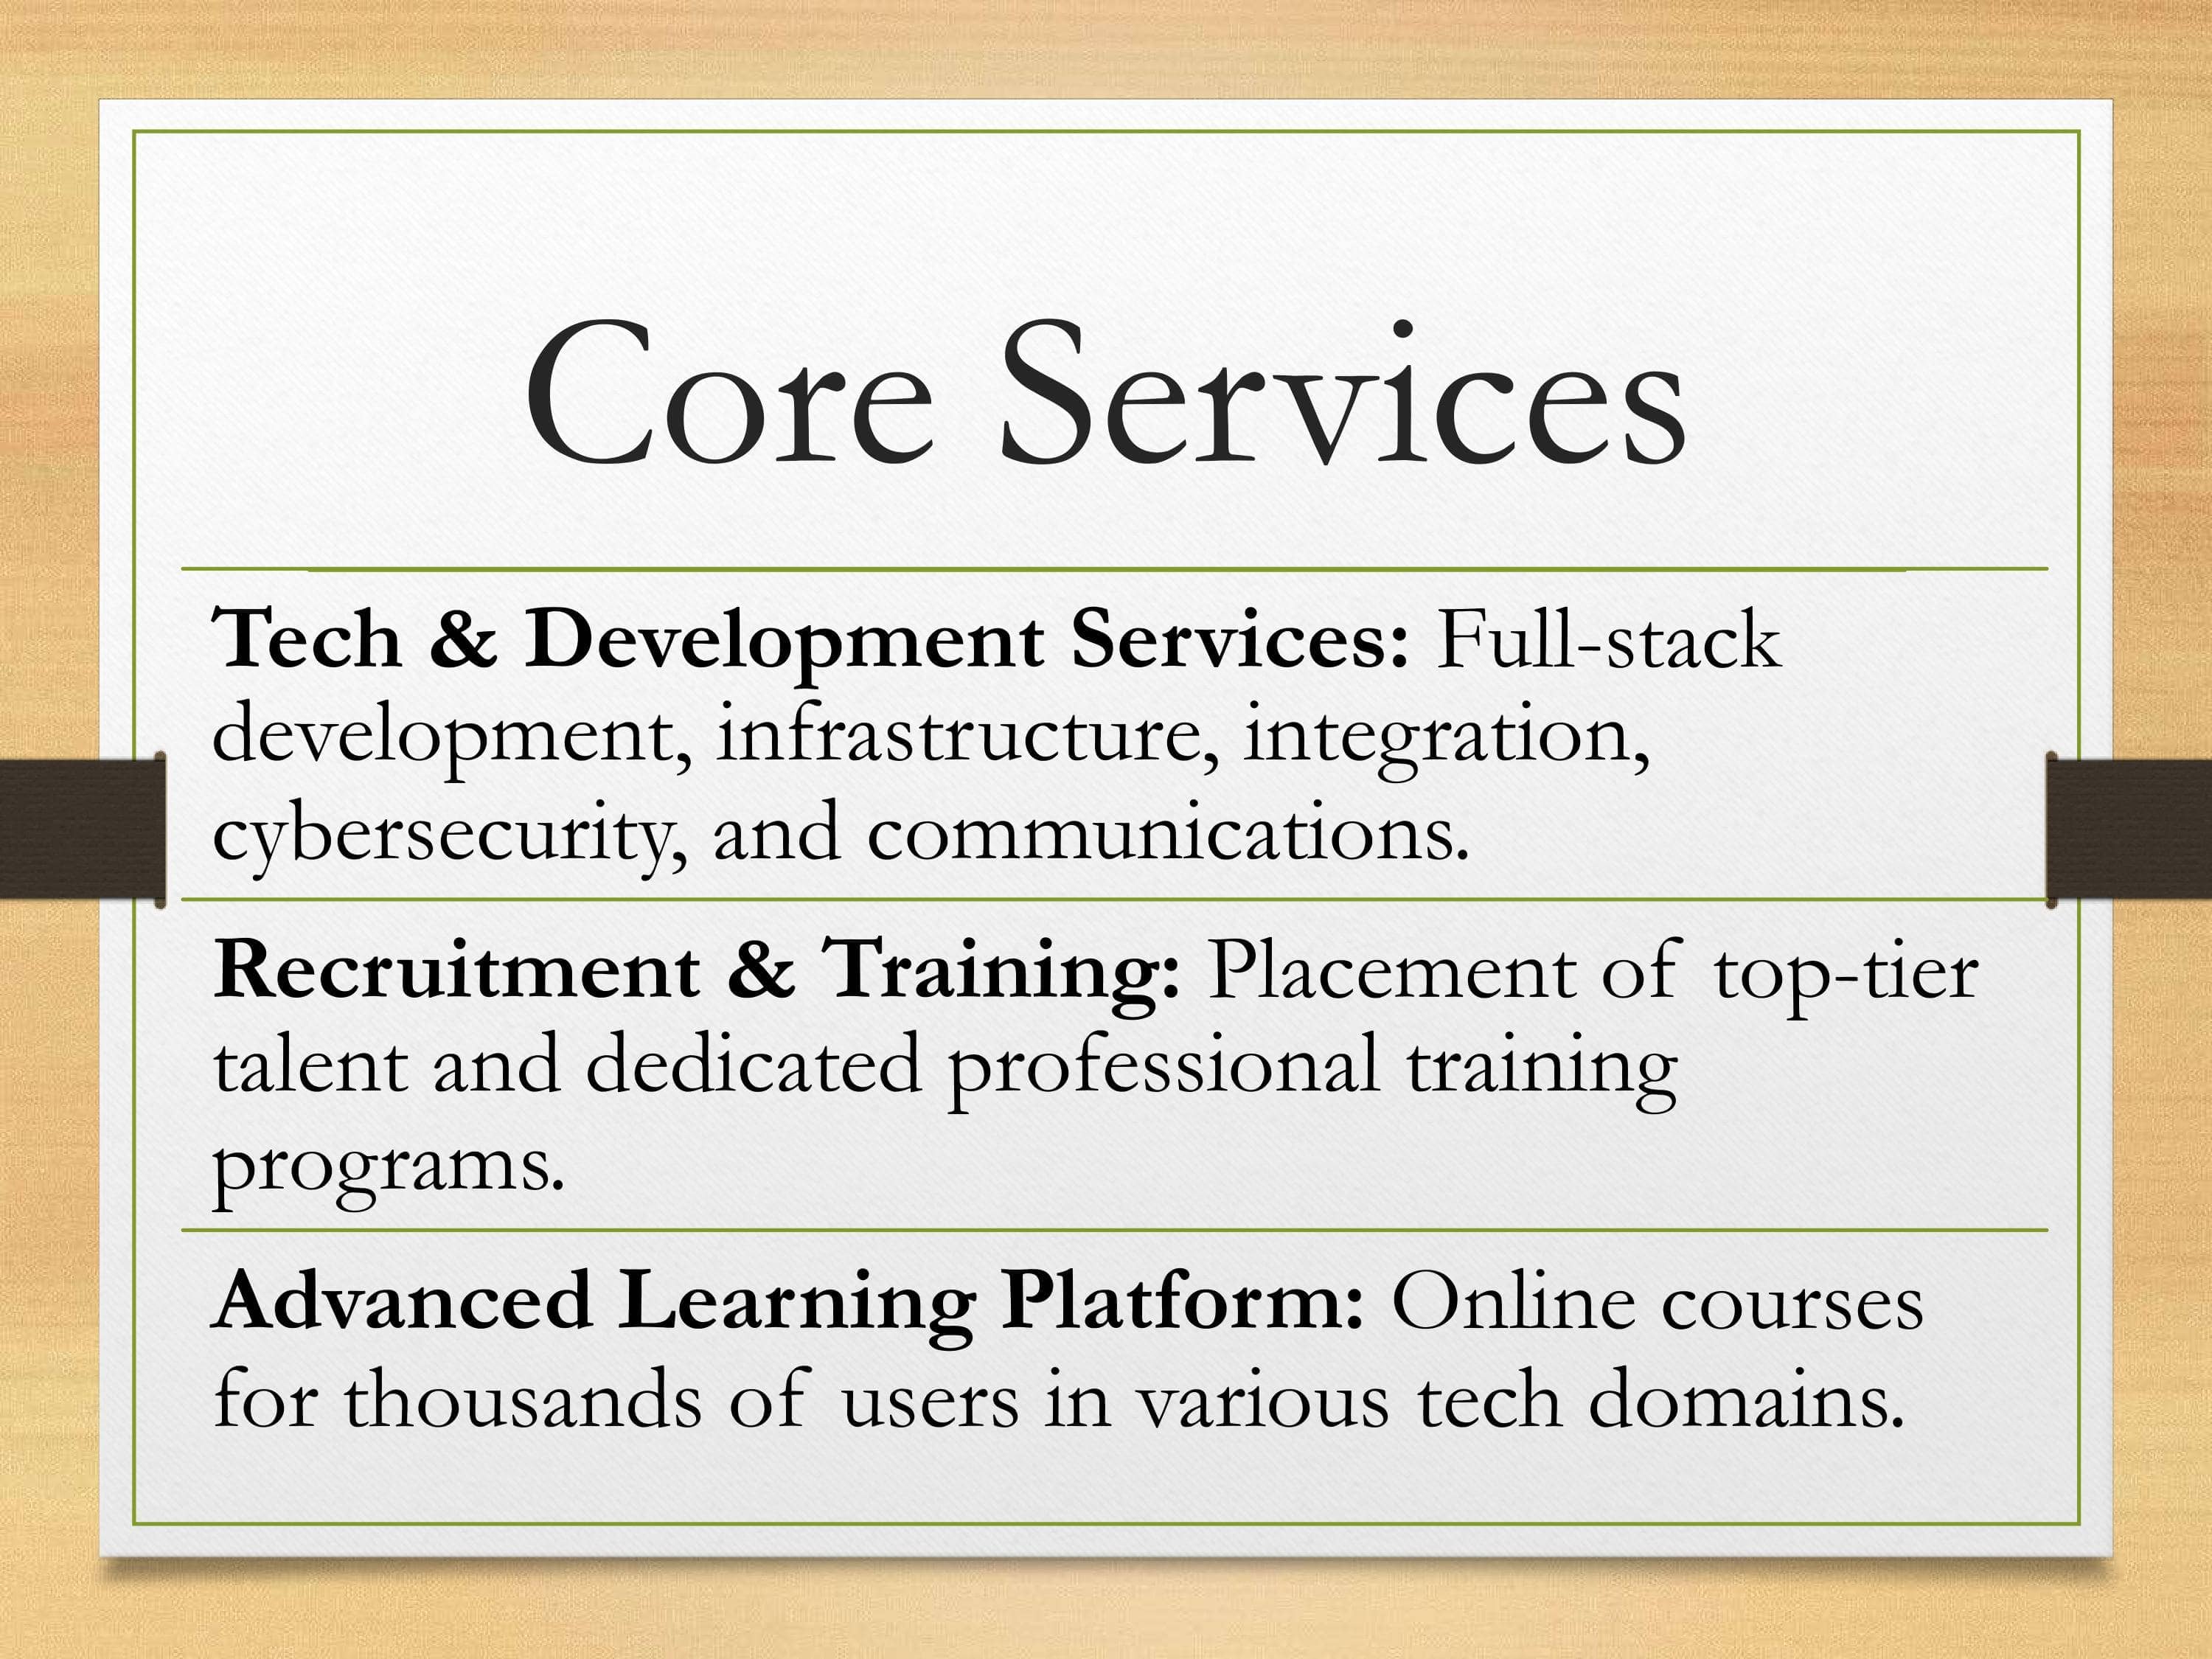 Core Services
Tech & Development Services: Full-stack
development, infrastructure, integration,
cybersecurity, and communications.
Recruitment & Training: Placement of top-tier
talent and dedicated professional training
programs.
Advanced Learning Platform: Online courses
for thousands of users in various tech domains.